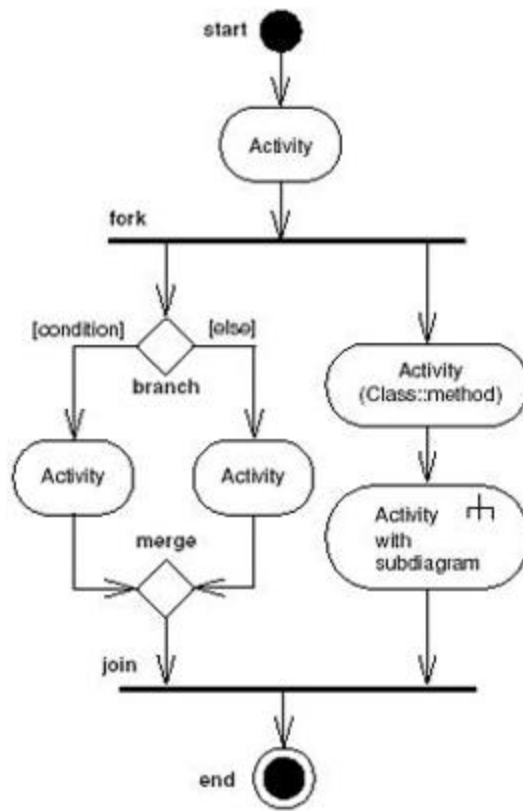 start
Activity
fork
[condition]
[else]
branch
Activity
(Class::method)
Activity
Activity
Activity
with
subdiagram
merge
join
end